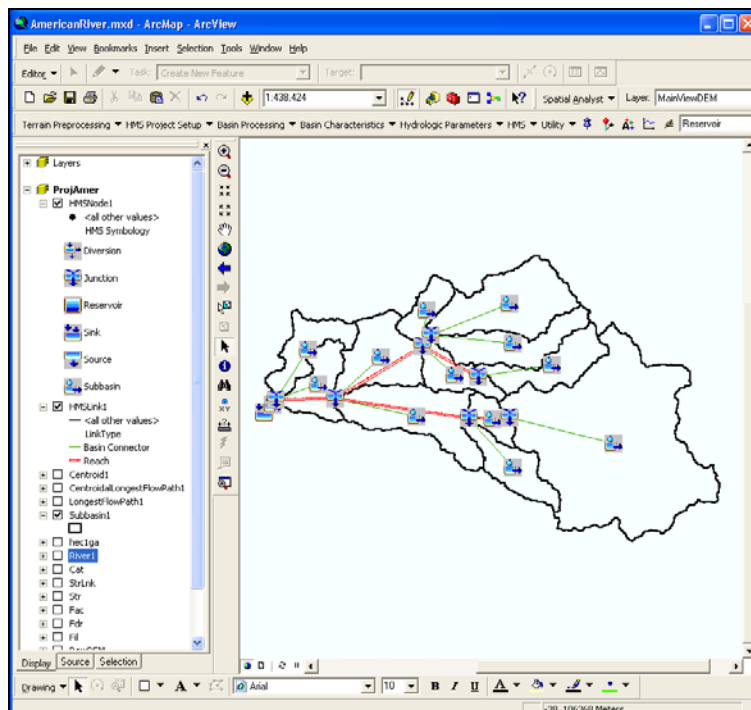 AmericanRiver.mxd - ArcMap - ArcView
File Edit View Bookmarks Insert Selection Tools Window Help
Editor Task: Create New Feature Target:
1:438,424 Spatial Analyst Layer: MainViewDEM
Terrain Preprocessing HMS Project Setup Basin Processing Basin Characteristics Hydrologic Parameters HMS Utility Reservoir
Layers
ProjAmer
HMSNode1
<all other values>
HMS Symbology
Diversion
Junction
Reservoir
Sink
Source
Subbasin
HMSLink1
<all other values>
LinkType
Basin Connector
Reach
Centroid1
CentroidalLongestFlowPath1
LongestFlowPath1
Subbasin1
hec1ga
River1
Cat
StrLnk
Str
Fac
Fdr
Fil
XY
Display Source Selection
Drawing A Arial 10 B I U A